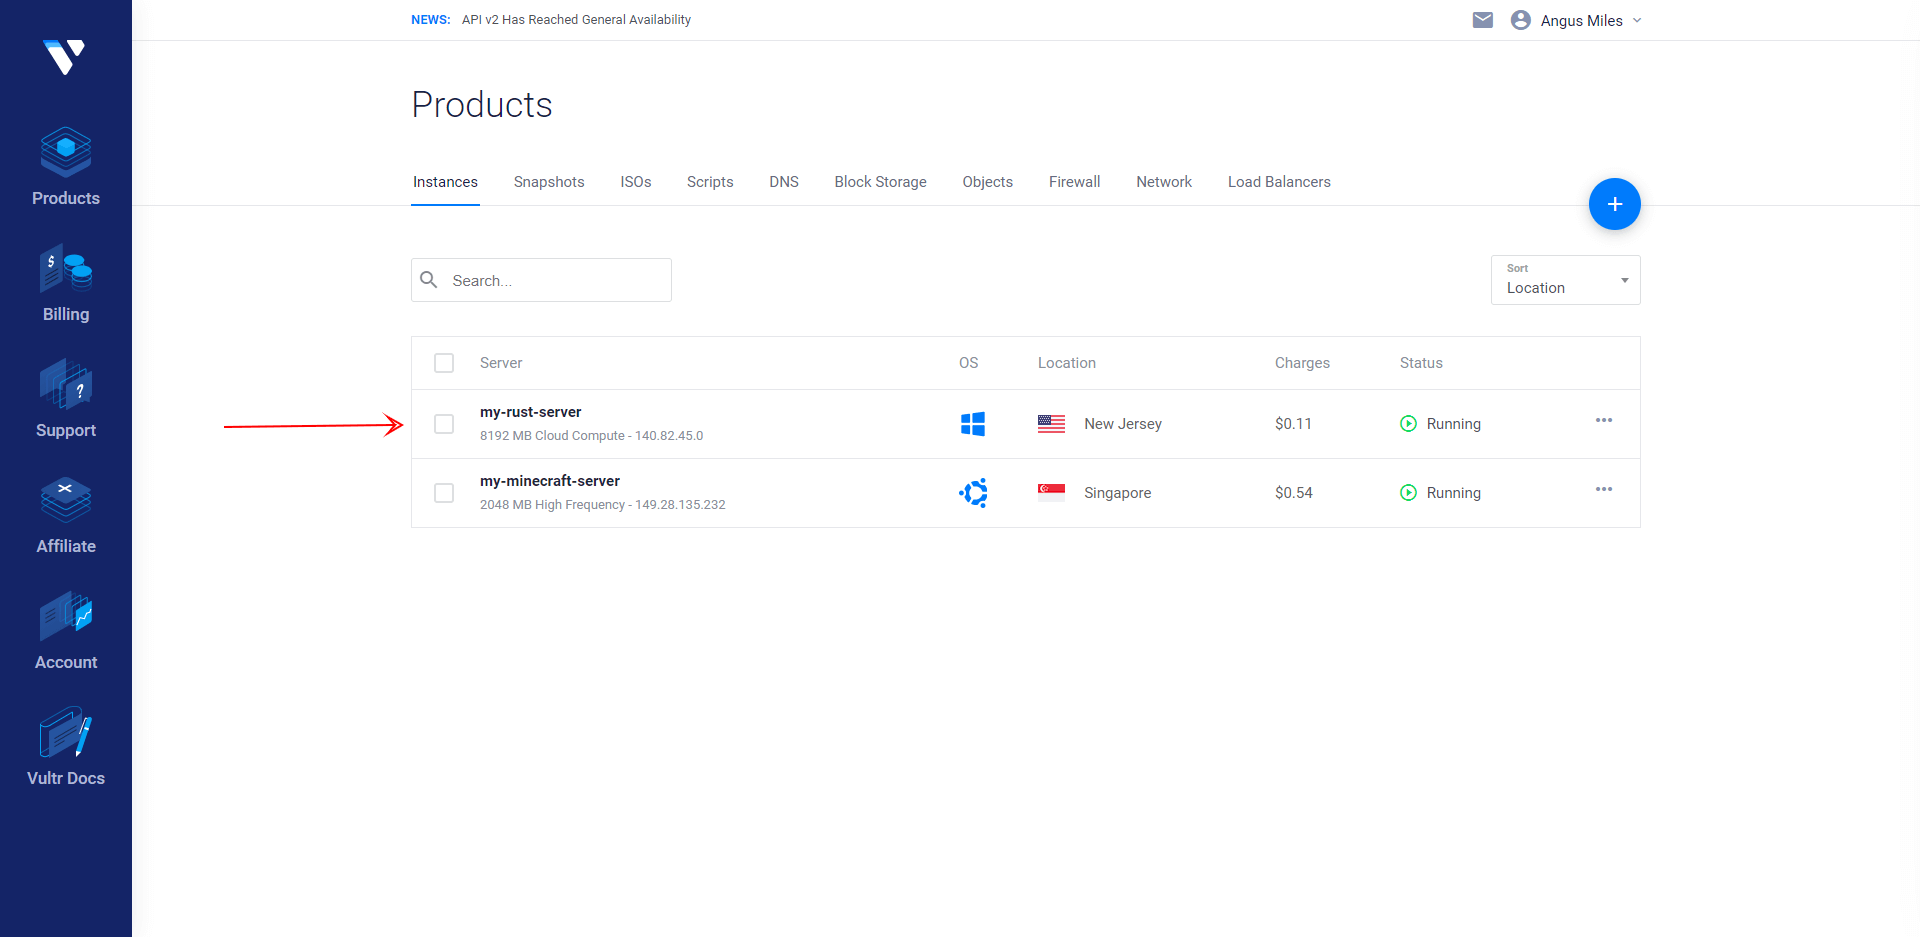 NEWS: API v2 Has Reached General Availability
Angus Miles
Products
Instances Snapshots ISOs Scripts DNS Block Storage Objects Firewall Network Load Balancers
+
Search...
Sort
Location
Server OS Location Charges Status
my-rust-server
8192 MB Cloud Compute - 140.82.45.0
New Jersey $0.11 Running
my-minecraft-server
2048 MB High Frequency - 149.28.135.232
Singapore $0.54 Running
Products
$
Billing
?
Support
Affiliate
Account
Vultr Docs